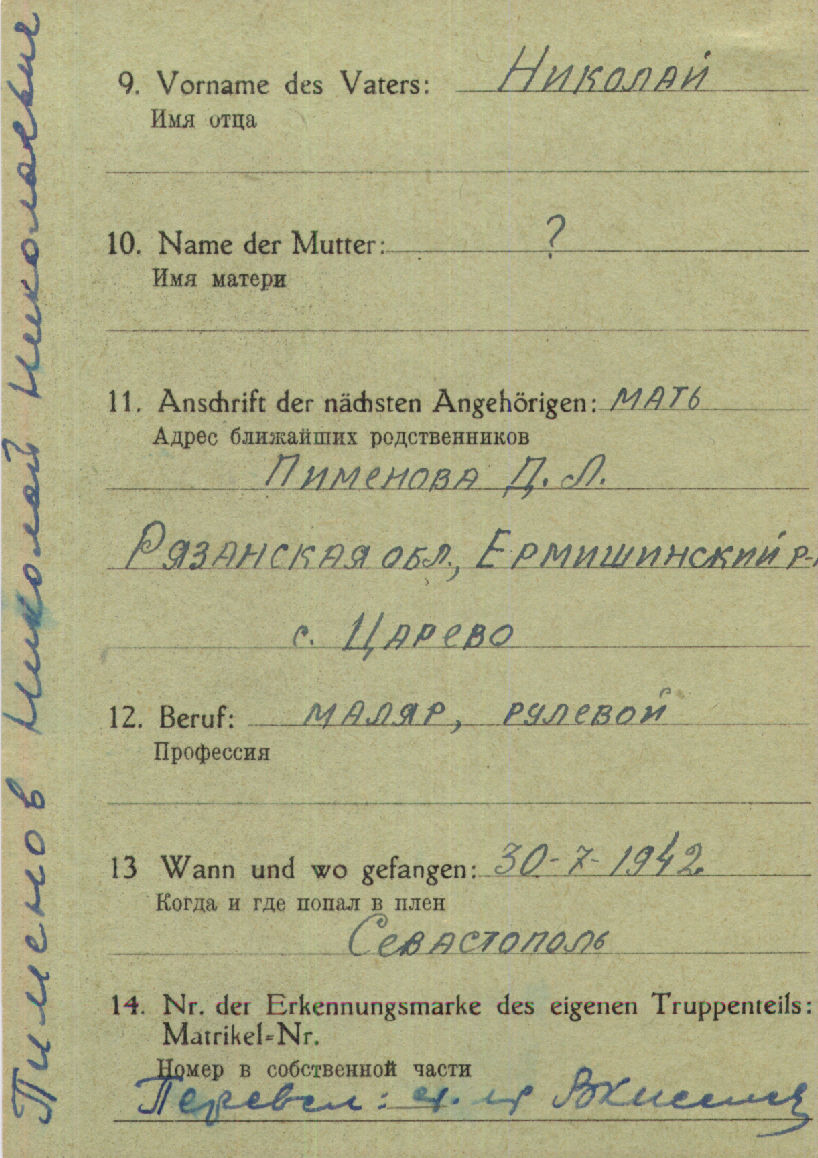 Пименов Николай Николаевич
9. Vorname des Vaters: Николай
Имя отца
10. Name der Mutter: ?
Имя матери
11. Anschrift der nächsten Angehörigen: мать
Адрес ближайших родственников
Пименова Д. Л.
Рязанская обл., Ермишинский р-
с. Царево
12. Beruf: маляр, рулевой
Профессия
13 Wann und wo gefangen: 30-7-1942.
Когда и где попал в плен
Севастополь
14. Nr. der Erkennungsmarke des eigenen Truppenteils:
Matrikel=Nr.
Номер в собственной части
Перевел: